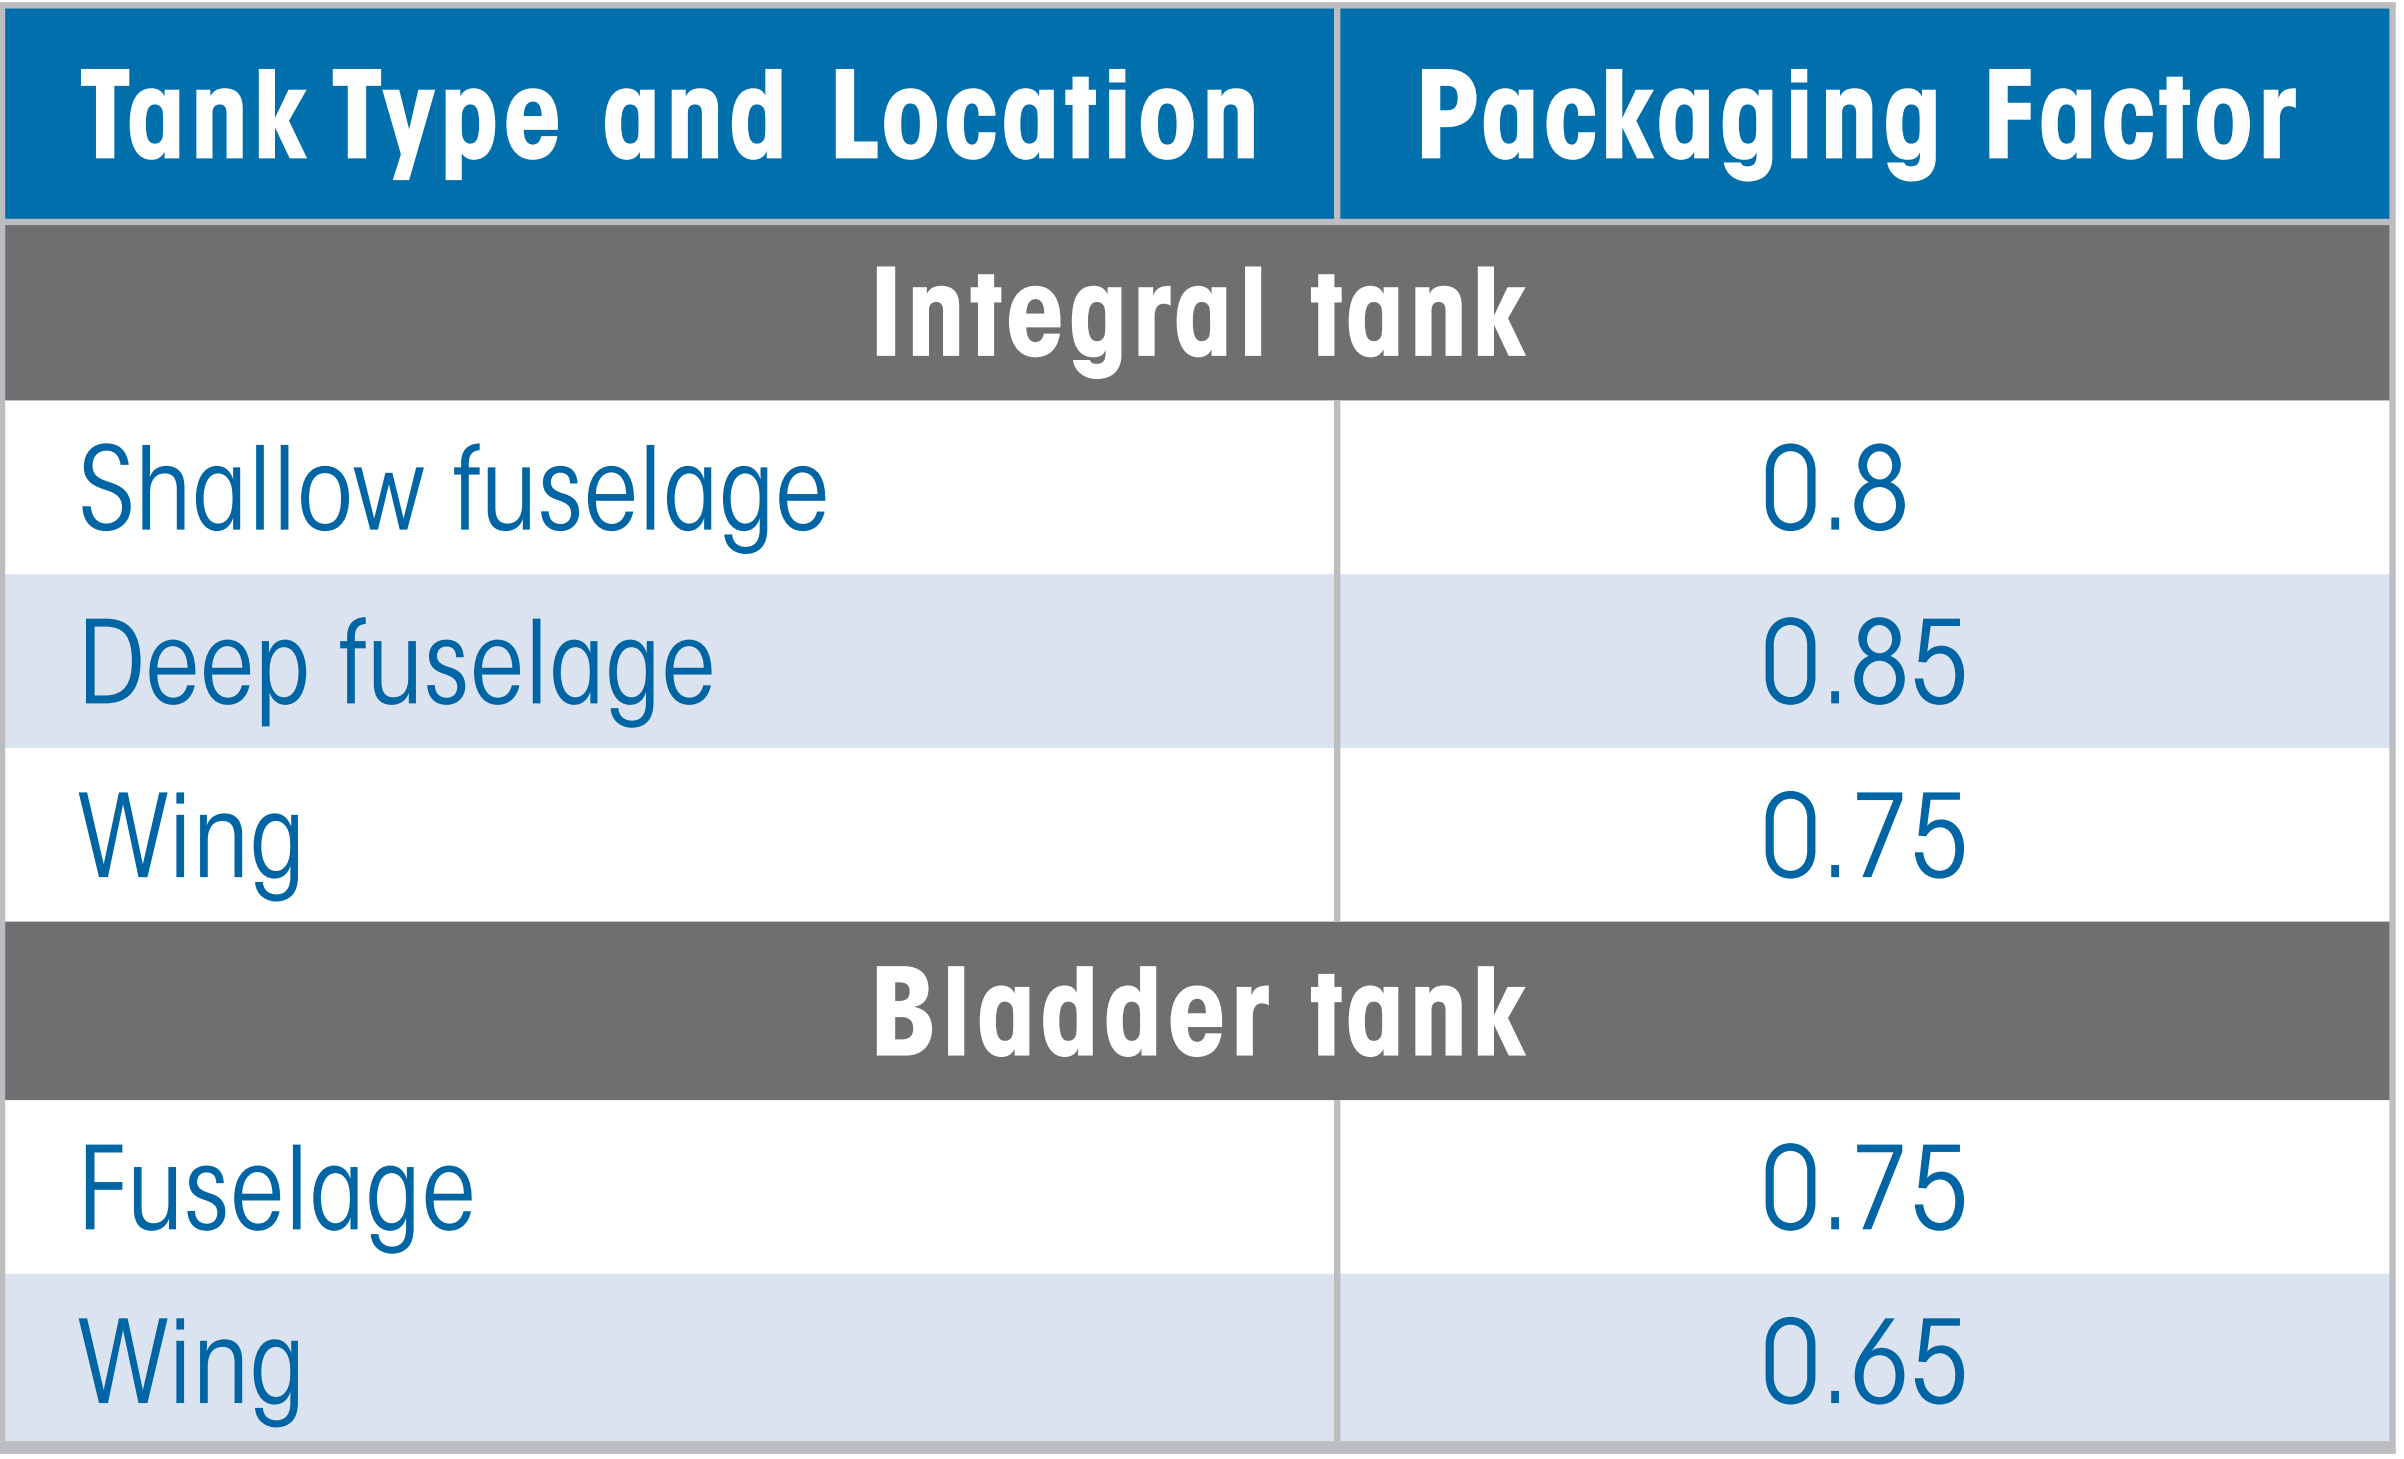 Tank Type and Location Packaging Factor
Integral tank
Shallow fuselage 0.8
Deep fuselage 0.85
Wing 0.75
Bladder tank
Fuselage 0.75
Wing 0.65